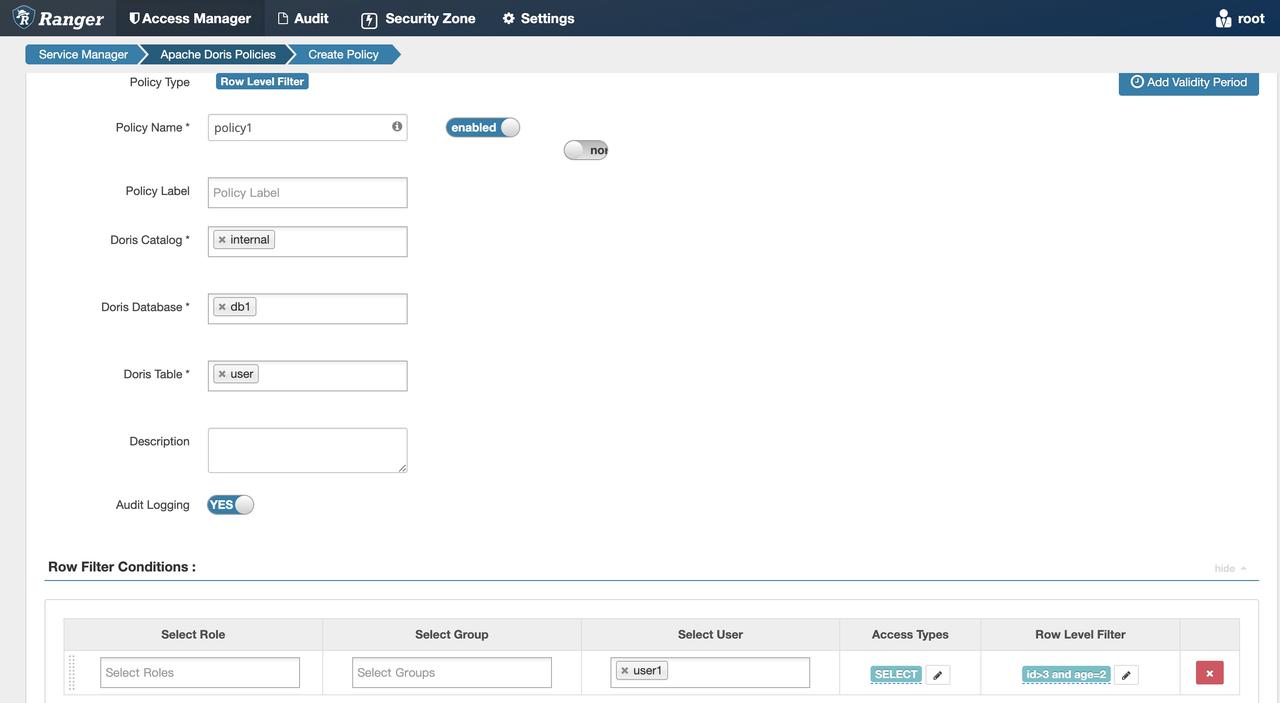 Ranger Access Manager Audit Security Zone Settings root
Service Manager Apache Doris Policies Create Policy
Policy Type Row Level Filter Add Validity Period
Policy Name * policy1 enabled
nor
Policy Label Policy Label
Doris Catalog * × internal
Doris Database * × db1
Doris Table * × user
Description
Audit Logging YES
Row Filter Conditions : hide
Select Role Select Group Select User Access Types Row Level Filter
Select Roles Select Groups × user1 SELECT id>3 and age=2 ×